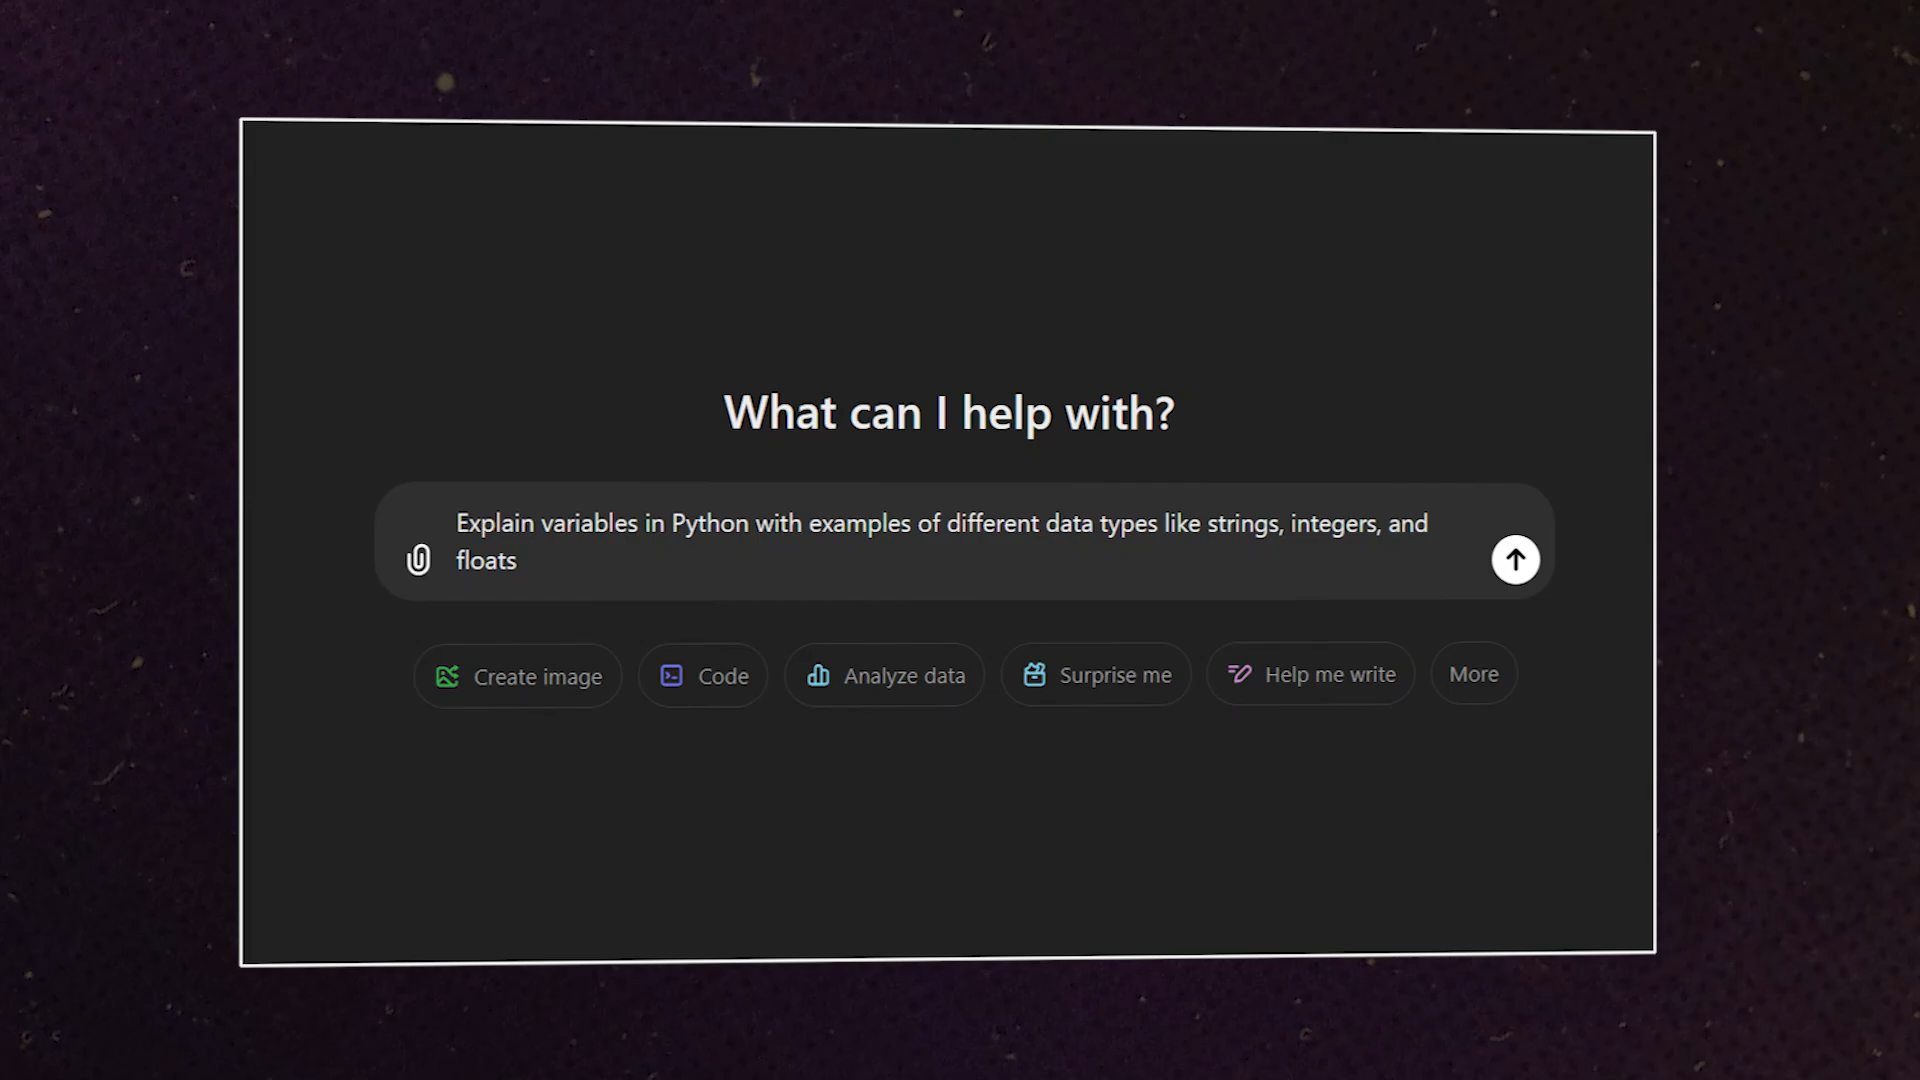 What can I help with?
Explain variables in Python with examples of different data types like strings, integers, and
floats
Create image
Code
Analyze data
Surprise me
Help me write
More